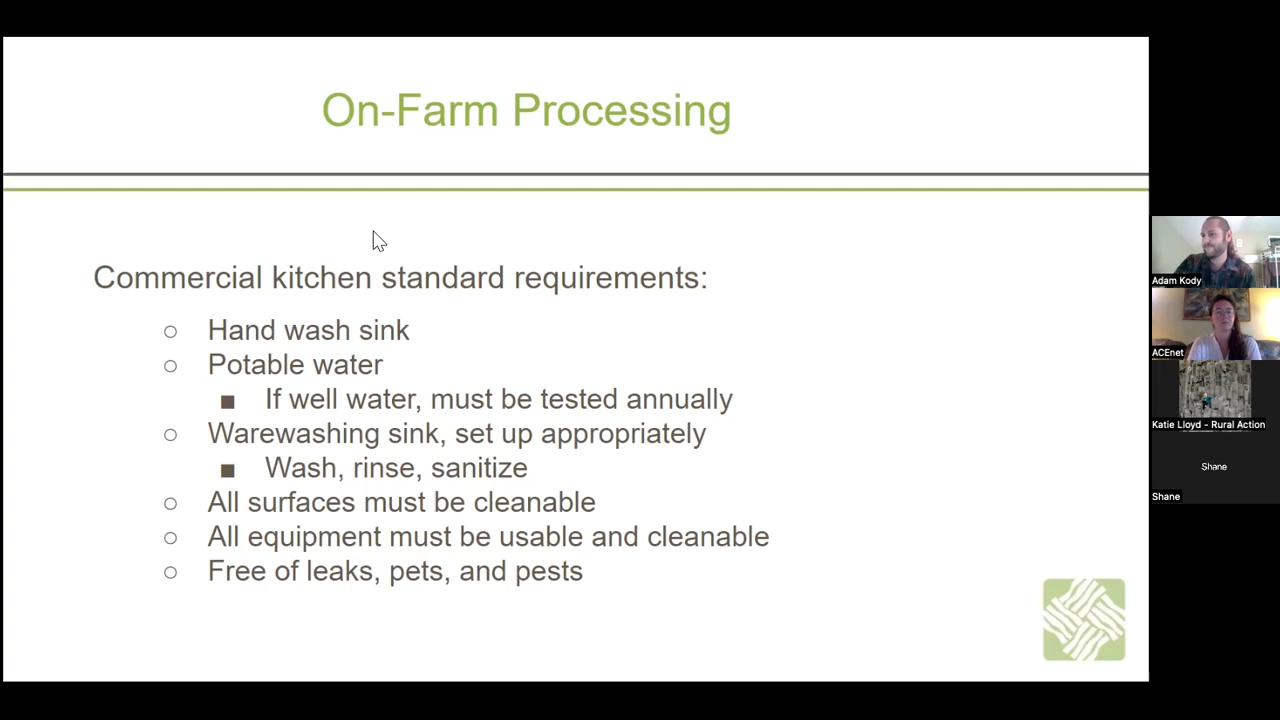 On-Farm Processing
Commercial kitchen standard requirements:
○ Hand wash sink
○ Potable water
■ If well water, must be tested annually
○ Warewashing sink, set up appropriately
■ Wash, rinse, sanitize
○ All surfaces must be cleanable
○ All equipment must be usable and cleanable
○ Free of leaks, pets, and pests
Adam Kody
ACEnet
Katie Lloyd - Rural Action
Shane
Shane